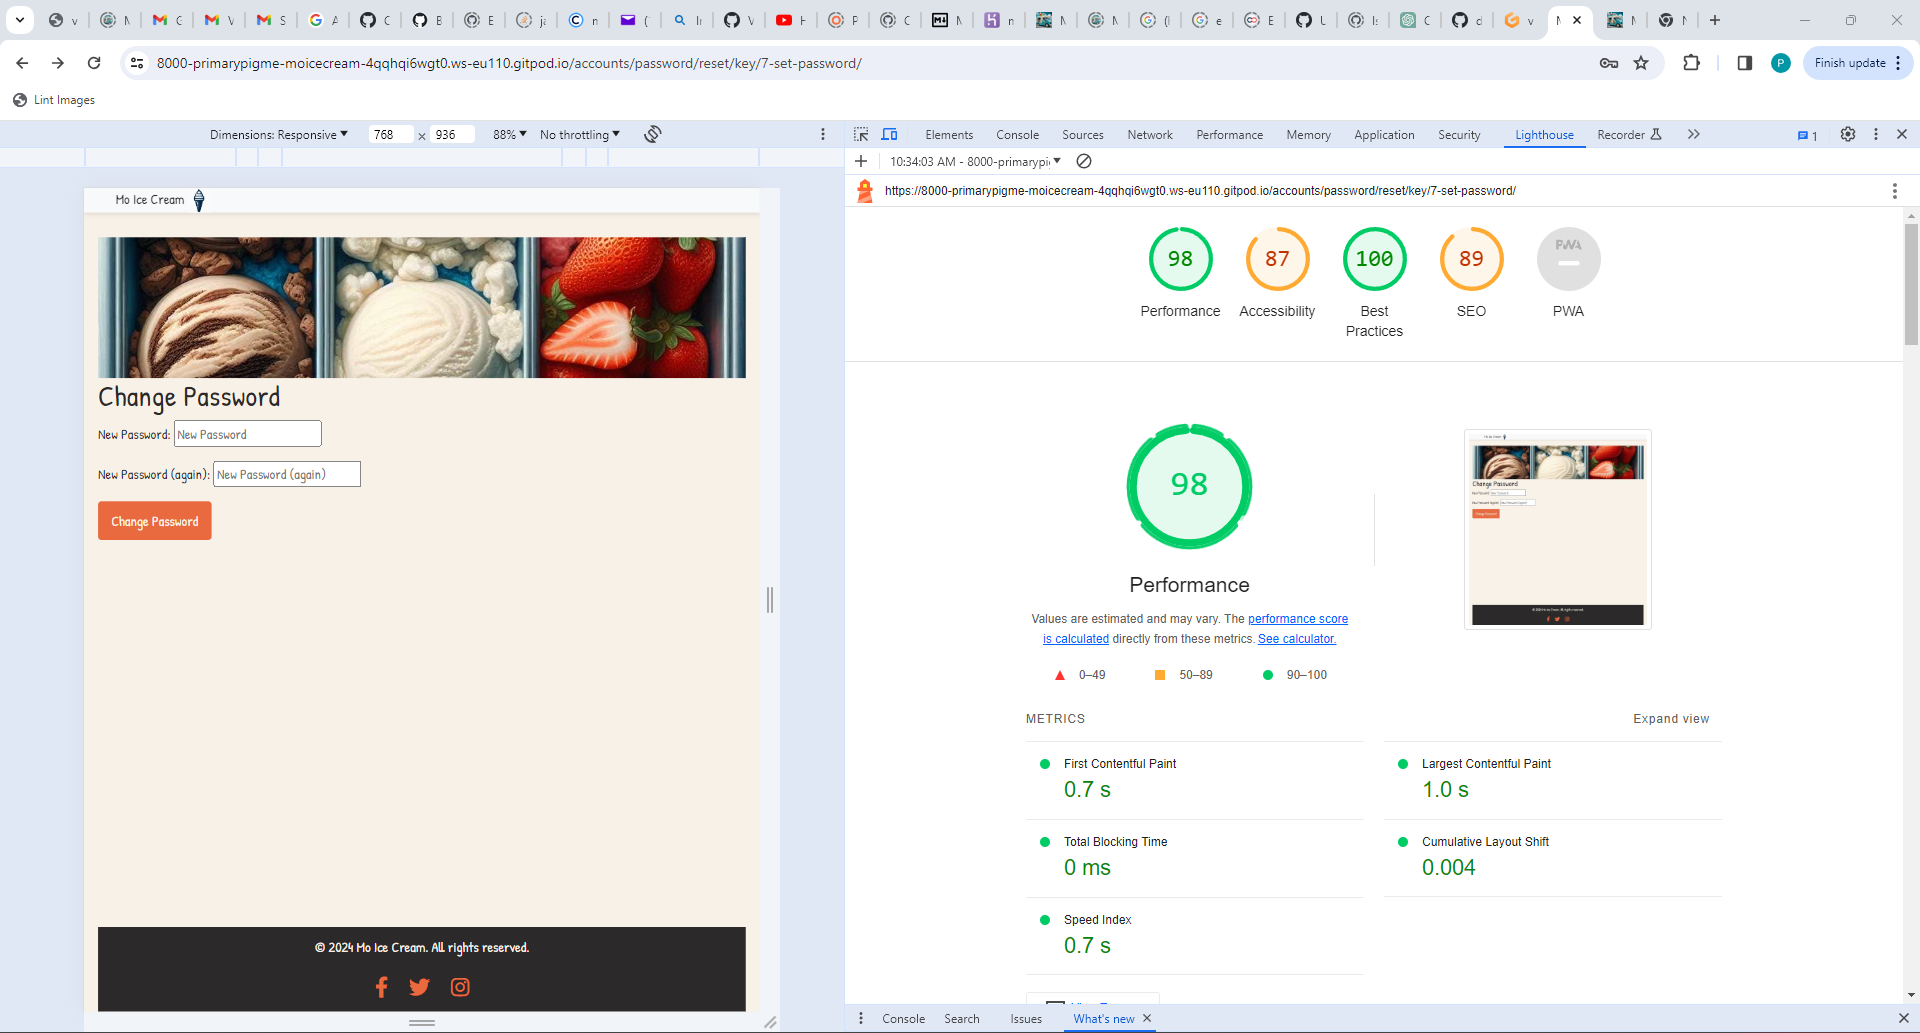 8000-primarypigme-moicecream-4qqhqi6wgt0.ws-eu110.gitpod.io/accounts/password/reset/key/7-set-password/
Finish update
Lint Images
Dimensions: Responsive 768 x 936 88% No throttling
Elements Console Sources Network Performance Memory Application Security Lighthouse Recorder 1
10:34:03 AM - 8000-primarypi
https://8000-primarypigme-moicecream-4qqhqi6wgt0.ws-eu110.gitpod.io/accounts/password/reset/key/7-set-password/
Mo Ice Cream
Change Password
New Password: New Password
New Password (again): New Password (again)
Change Password
© 2024 Mo Ice Cream. All rights reserved.
98 87 100 89 PWA
Performance Accessibility Best Practices SEO PWA
98
Performance
Values are estimated and may vary. The performance score
is calculated directly from these metrics. See calculator.
0–49 50–89 90–100
METRICS Expand view
First Contentful Paint
0.7 s
Largest Contentful Paint
1.0 s
Total Blocking Time
0 ms
Cumulative Layout Shift
0.004
Speed Index
0.7 s
Console Search Issues What's new